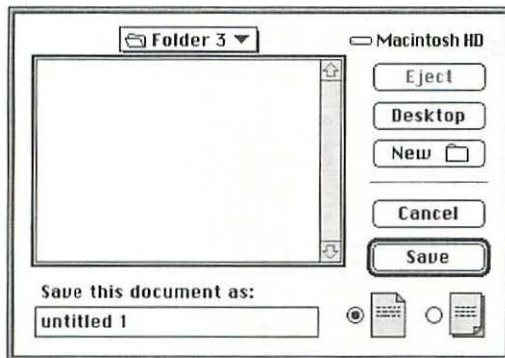 Folder 3
Macintosh HD
Eject
Desktop
New
Cancel
Save
Save this document as:
untitled 1